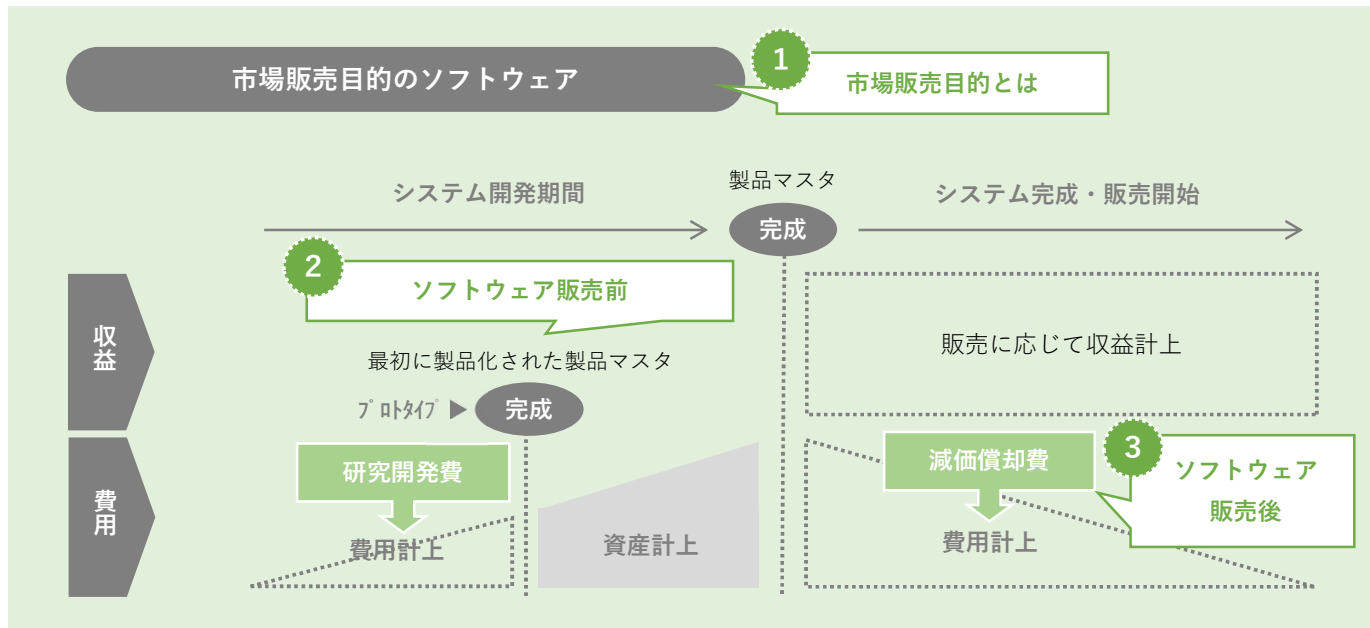 市場販売目的のソフトウェア
1
市場販売目的とは
製品マスタ
システム開発期間
完成
システム完成・販売開始
2
ソフトウェア販売前
収益
販売に応じて収益計上
最初に製品化された製品マスタ
ﾌﾟﾛﾄﾀｲﾌﾟ ▶
完成
費用
研究開発費
費用計上
資産計上
減価償却費
費用計上
3
ソフトウェア
販売後